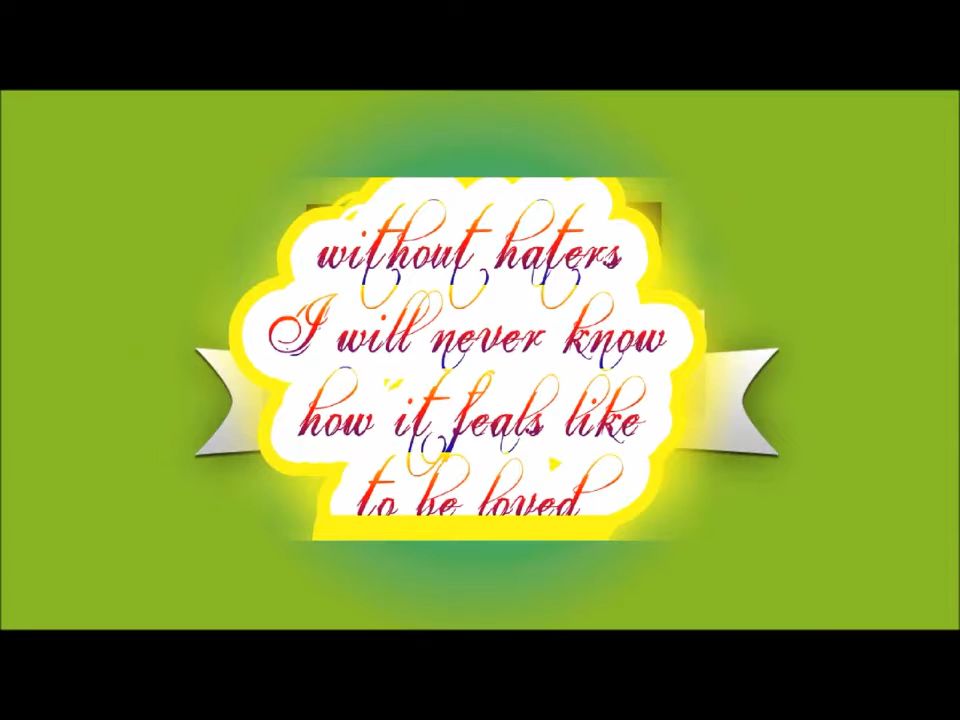 without haters
I will never know
how it feals like
to be loved